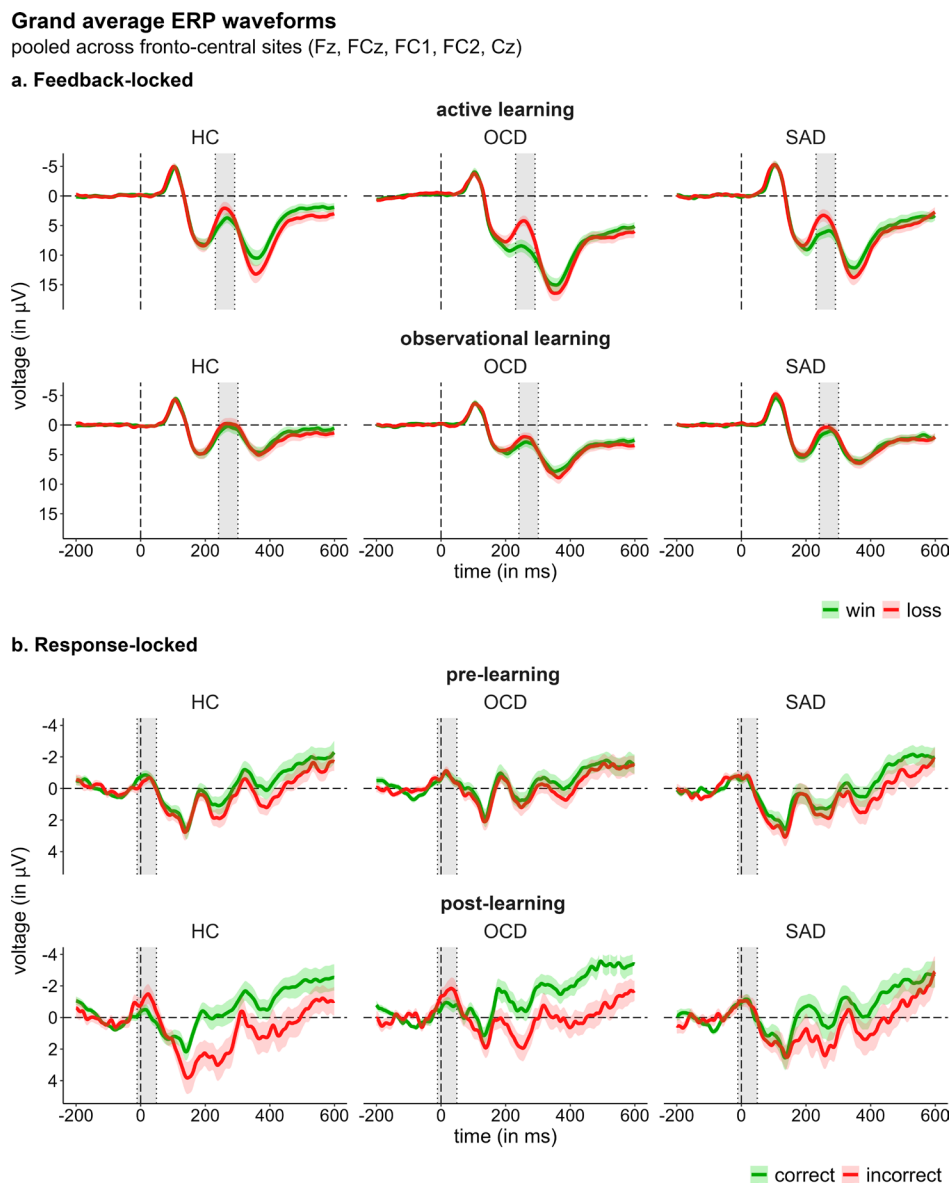 Grand average ERP waveforms
pooled across fronto-central sites (Fz, FCz, FC1, FC2, Cz)
a. Feedback-locked
active learning
HC OCD SAD
-5
0
5
10
15
observational learning
HC OCD SAD
-5
0
5
10
15
voltage (in µV)
-200 0 200 400 600 -200 0 200 400 600 -200 0 200 400 600
time (in ms)
win loss
b. Response-locked
pre-learning
HC OCD SAD
-4
-2
0
2
4
post-learning
HC OCD SAD
-4
-2
0
2
4
voltage (in µV)
-200 0 200 400 600 -200 0 200 400 600 -200 0 200 400 600
time (in ms)
correct incorrect